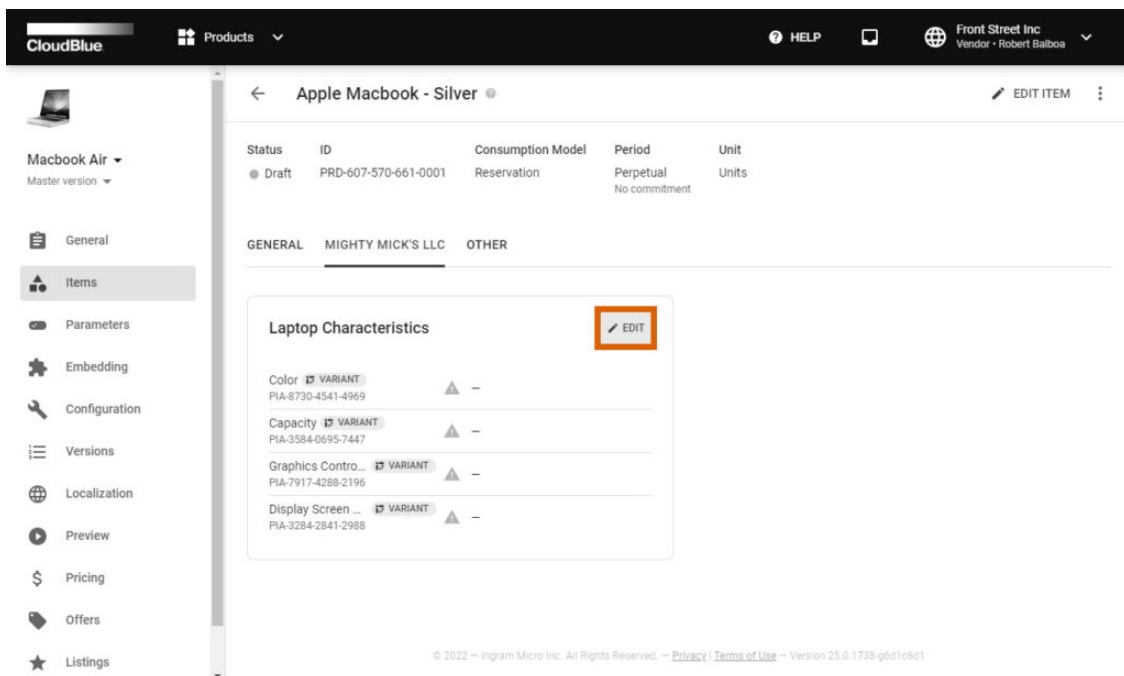 CloudBlue
Products
HELP
Front Street Inc
Vendor • Robert Balboa
Macbook Air
Master version
General
Items
Parameters
Embedding
Configuration
Versions
Localization
Preview
Pricing
Offers
Listings
Apple Macbook - Silver
EDIT ITEM
Status ID Consumption Model Period Unit
Draft PRD-607-570-661-0001 Reservation Perpetual Units
No commitment
GENERAL MIGHTY MICK'S LLC OTHER
Laptop Characteristics
EDIT
Color VARIANT
PIA-8730-4541-4969
–
Capacity VARIANT
PIA-3584-0695-7447
–
Graphics Contro... VARIANT
PIA-7917-4288-2196
–
Display Screen ... VARIANT
PIA-3284-2841-2988
–
© 2022 – Ingram Micro Inc. All Rights Reserved. – Privacy | Terms of Use – Version 25.0.1738-g6d1c6d1